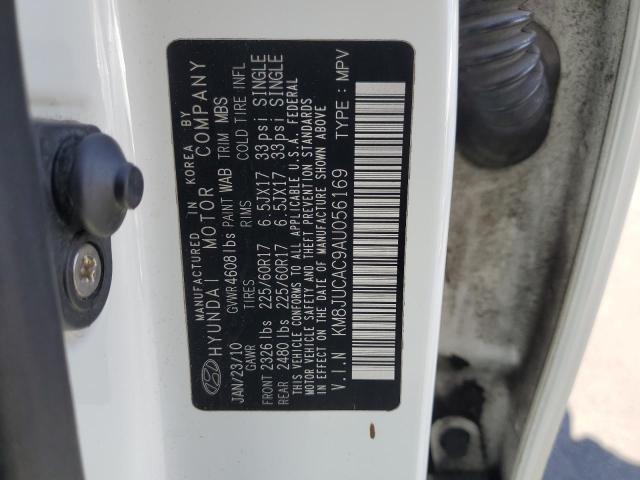 MANUFACTURED IN KOREA BY
HYUNDAI MOTOR COMPANY
JAN/23/10 GVWR 4608 lbs PAINT WAB TRIM MBS
GAWR TIRES RIMS COLD TIRE INFL
FRONT 2326 lbs 225/60R17 6.5JX17 33psi SINGLE
REAR 2480 lbs 225/60R17 6.5JX17 33psi SINGLE
THIS VEHICLE CONFORMS TO ALL APPLICABLE U.S.A. FEDERAL
MOTOR VEHICLE SAFETY AND THEFT PREVENTION STANDARDS
IN EFFECT ON THE DATE OF MANUFACTURE SHOWN ABOVE
V.I.N KM8JUCAC9AU056169 TYPE : MPV